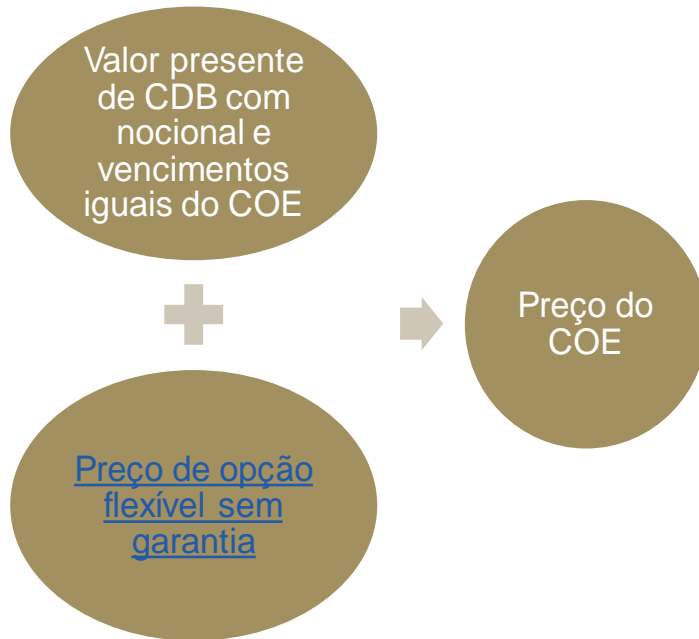 Valor presente
de CDB com
nocional e
vencimentos
iguais do COE
Preço de opção
flexível sem
garantia
Preço do
COE